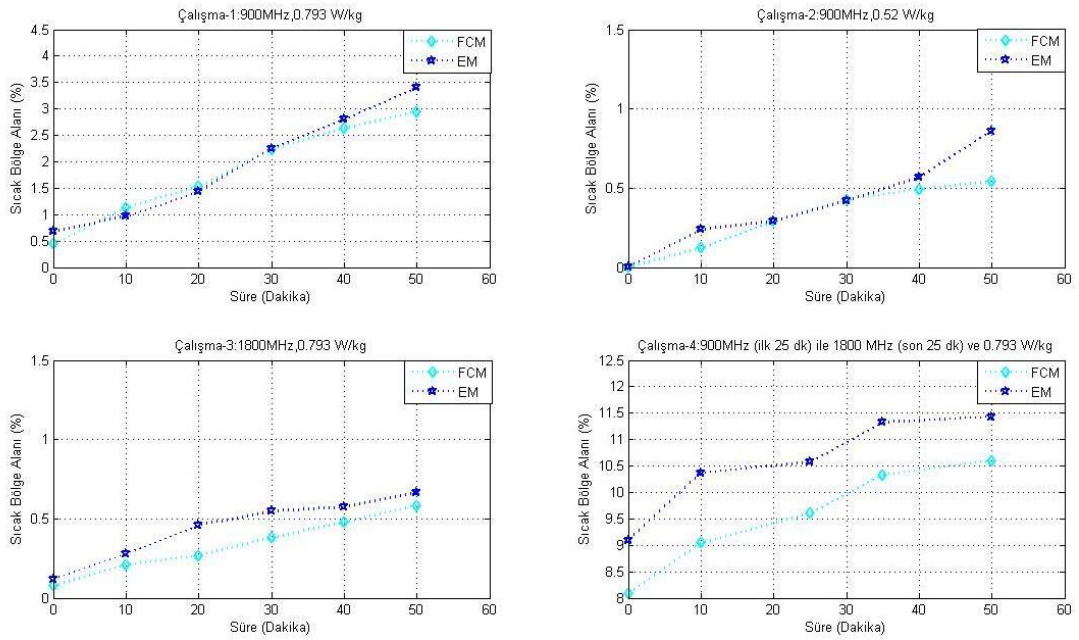 Çalışma-1:900MHz,0.793 W/kg
4.5
4
3.5
3
2.5
2
1.5
1
0.5
0
Sıcak Bölge Alanı (%)
FCM
EM
0 10 20 30 40 50 60
Süre (Dakika)
Çalışma-2:900MHz,0.52 W/kg
1.5
1
0.5
0
Sıcak Bölge Alanı (%)
FCM
EM
0 10 20 30 40 50 60
Süre (Dakika)
Çalışma-3:1800MHz,0.793 W/kg
1.5
1
0.5
0
Sıcak Bölge Alanı (%)
FCM
EM
0 10 20 30 40 50 60
Süre (Dakika)
Çalışma-4:900MHz (ilk 25 dk) ile 1800 MHz (son 25 dk) ve 0.793 W/kg
12.5
12
11.5
11
10.5
10
9.5
9
8.5
8
Sıcak Bölge Alanı (%)
FCM
EM
0 10 20 30 40 50 60
Süre (Dakika)